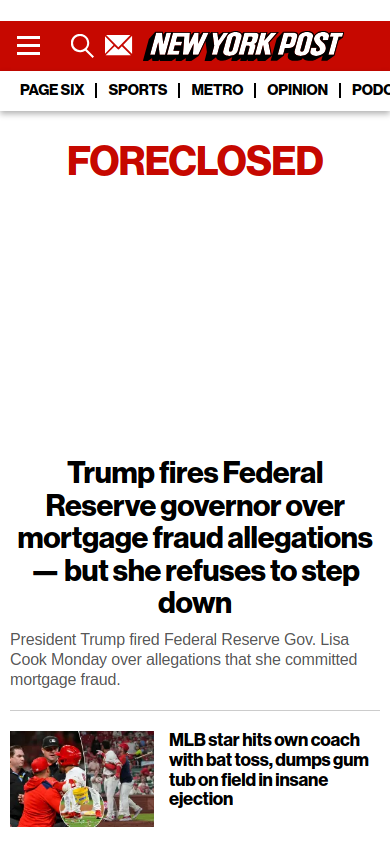 NEW YORK POST
PAGE SIX | SPORTS | METRO | OPINION | PODC
FORECLOSED
Trump fires Federal
Reserve governor over
mortgage fraud allegations
— but she refuses to step
down
President Trump fired Federal Reserve Gov. Lisa
Cook Monday over allegations that she committed
mortgage fraud.
MLB star hits own coach
with bat toss, dumps gum
tub on field in insane
ejection